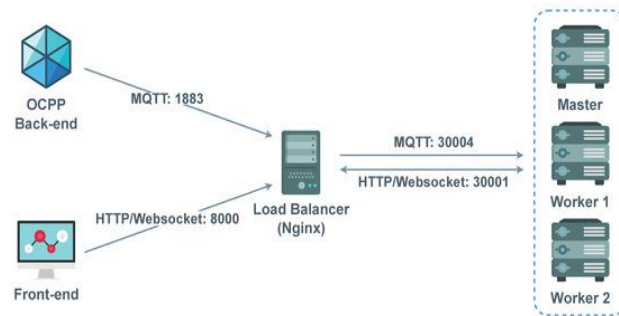 OCPP
Back-end
MQTT: 1883
Master
MQTT: 30004
HTTP/Websocket: 30001
Worker 1
HTTP/Websocket: 8000
Load Balancer
(Nginx)
Front-end
Worker 2